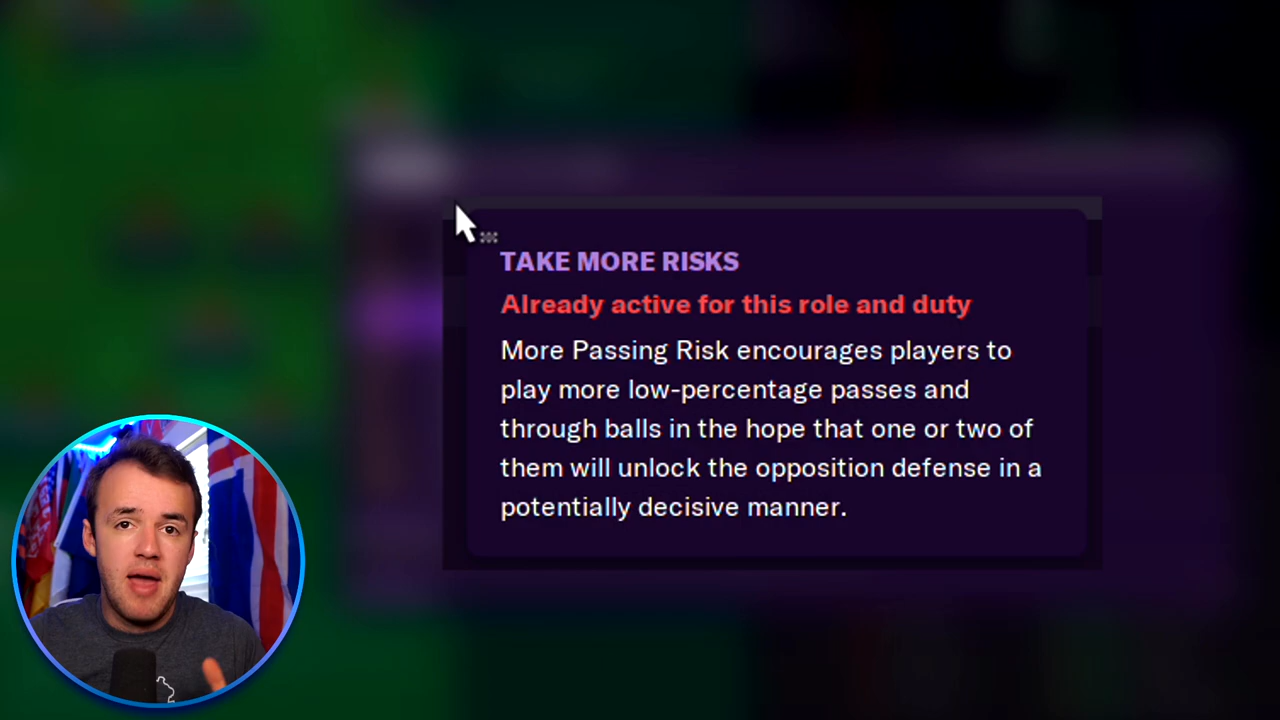 TAKE MORE RISKS
Already active for this role and duty
More Passing Risk encourages players to
play more low-percentage passes and
through balls in the hope that one or two of
them will unlock the opposition defense in a
potentially decisive manner.